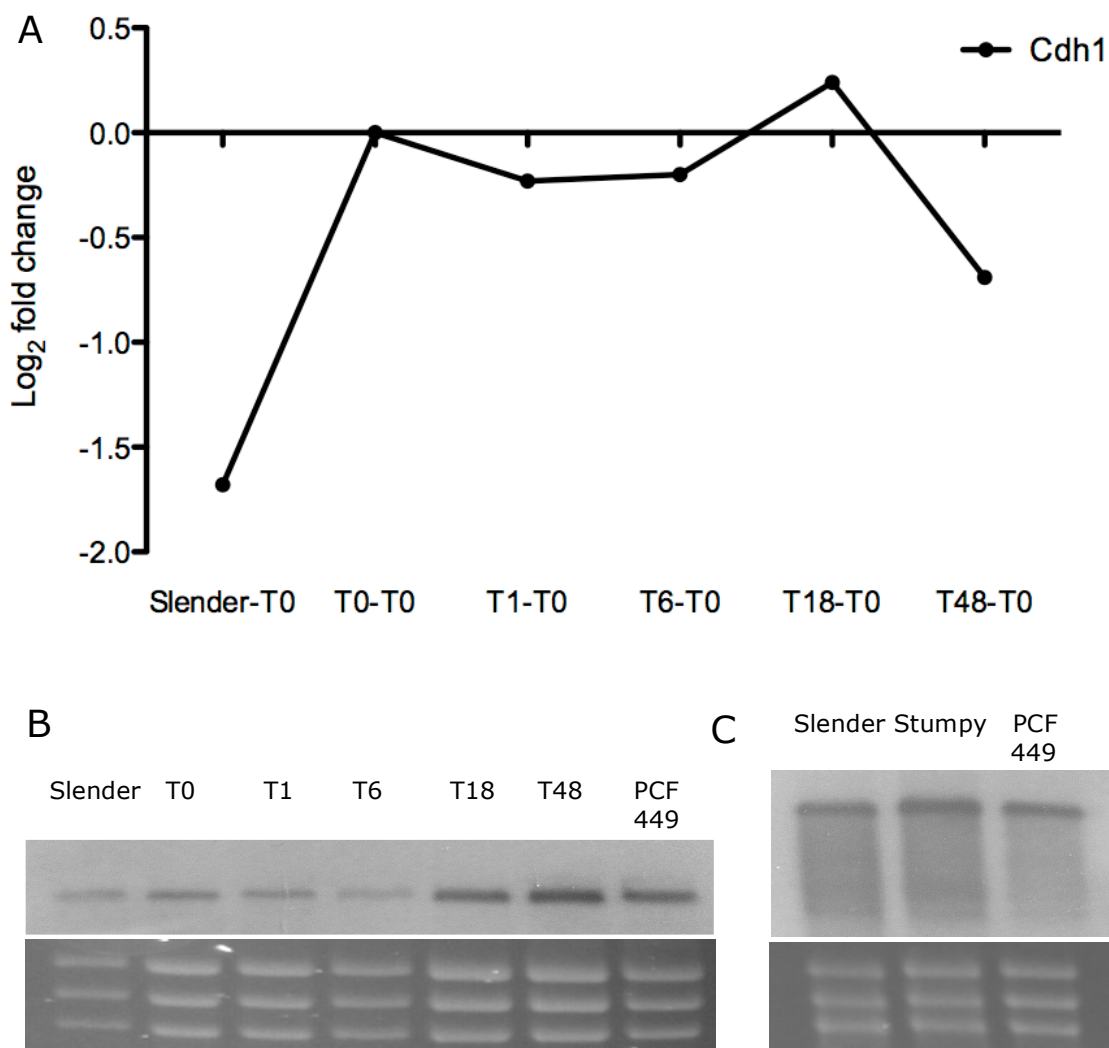 A
Cdh1
0.5
0.0
-0.5
-1.0
-1.5
-2.0
Log₂ fold change
Slender-T0 T0-T0 T1-T0 T6-T0 T18-T0 T48-T0
B
Slender T0 T1 T6 T18 T48 PCF
449
C
Slender Stumpy PCF
449